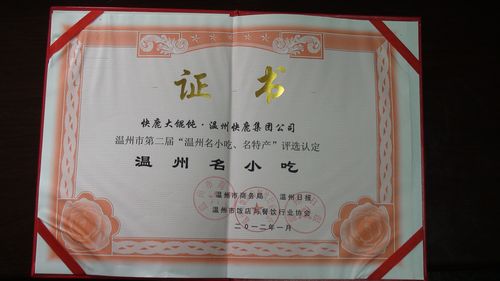 证书
快鹿大馄饨·温州快鹿集团公司
温州市第二届“温州名小吃、名特产”评选认定
温州名小吃
温州市商务局 温州日报
温州市饭店与餐饮行业协会
二〇一二年一月